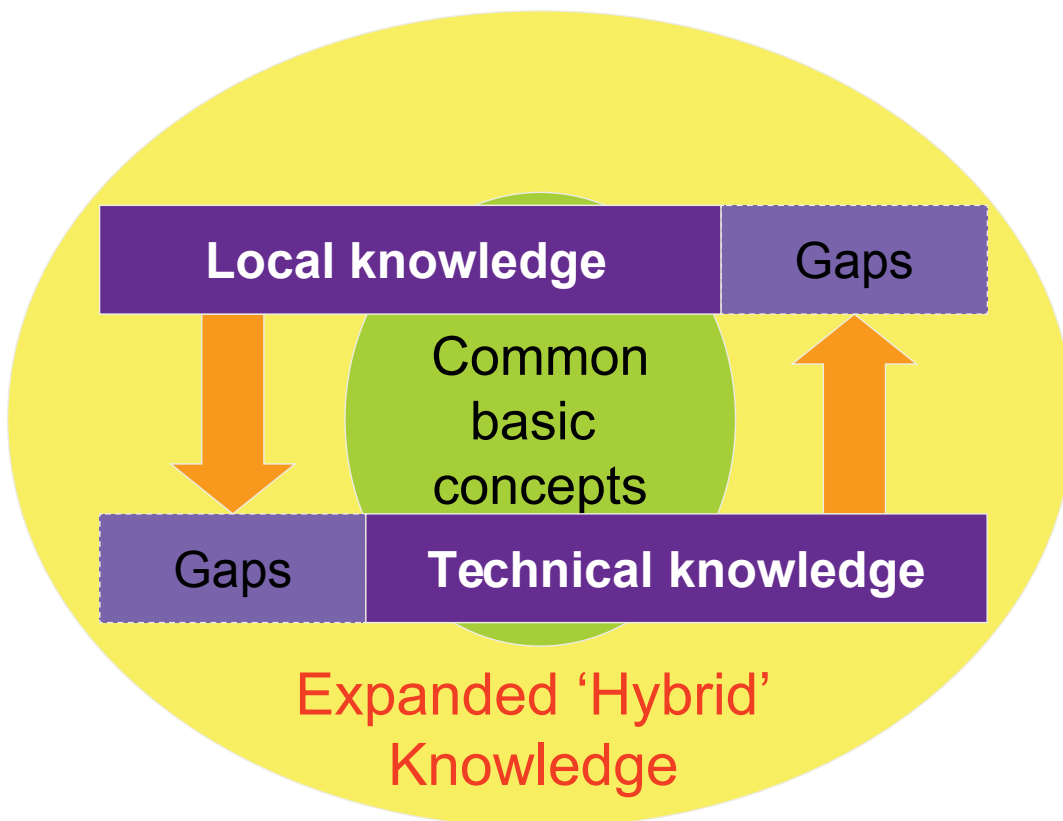 Local knowledge
Gaps
Common
basic
concepts
Gaps
Technical knowledge
Expanded ‘Hybrid’
Knowledge